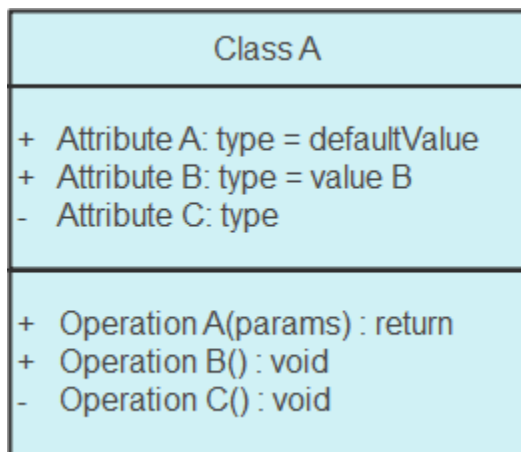 Class A
+ Attribute A: type = defaultValue
+ Attribute B: type = value B
- Attribute C: type
+ Operation A(params) : return
+ Operation B() : void
- Operation C() : void